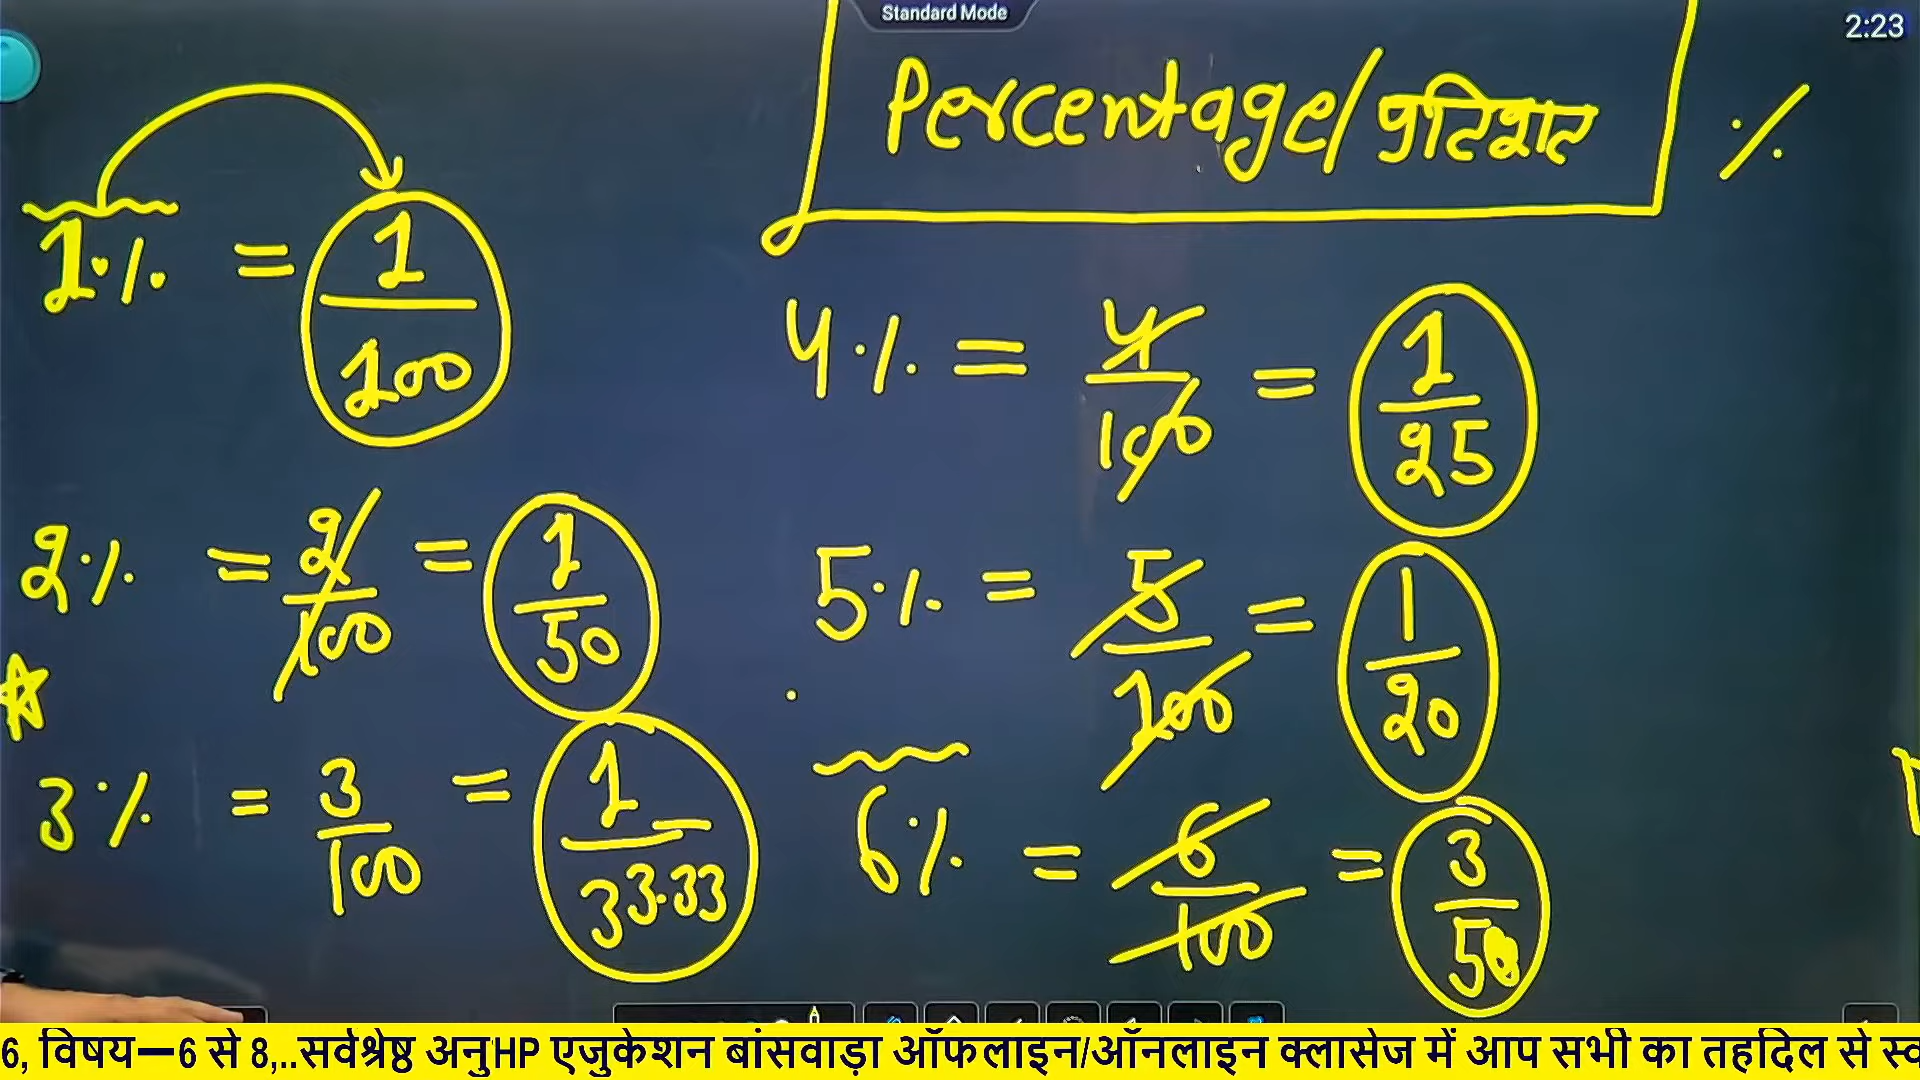 Standard Mode
2:23
Percentage/प्रतिशत %
1% = 1/100
2% = 2/100 = 1/50
3% = 3/100 = 1/33.33
4% = 4/100 = 1/25
5% = 5/100 = 1/20
6% = 6/100 = 3/50
6, विषय—6 से 8,..सर्वश्रेष्ठ अनु HP एजुकेशन बांसवाड़ा ऑफलाइन/ऑनलाइन क्लासेज में आप सभी का तहदिल से स्व